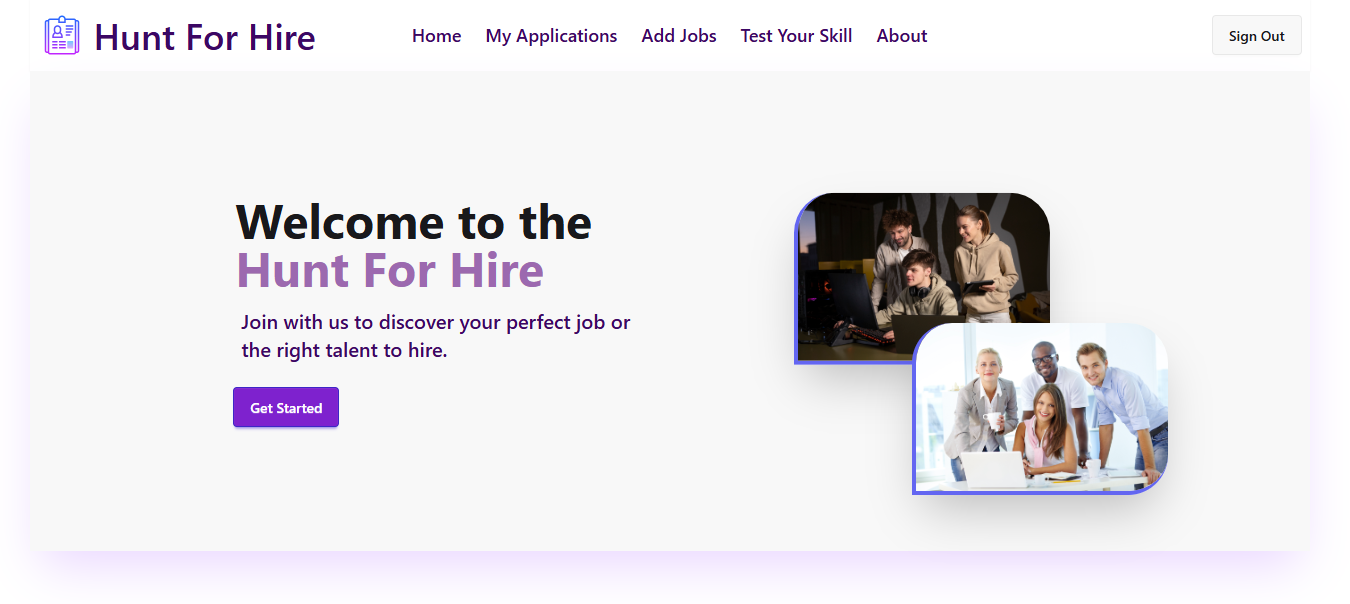 Hunt For Hire
Home My Applications Add Jobs Test Your Skill About
Sign Out
Welcome to the
Hunt For Hire
Join with us to discover your perfect job or
the right talent to hire.
Get Started